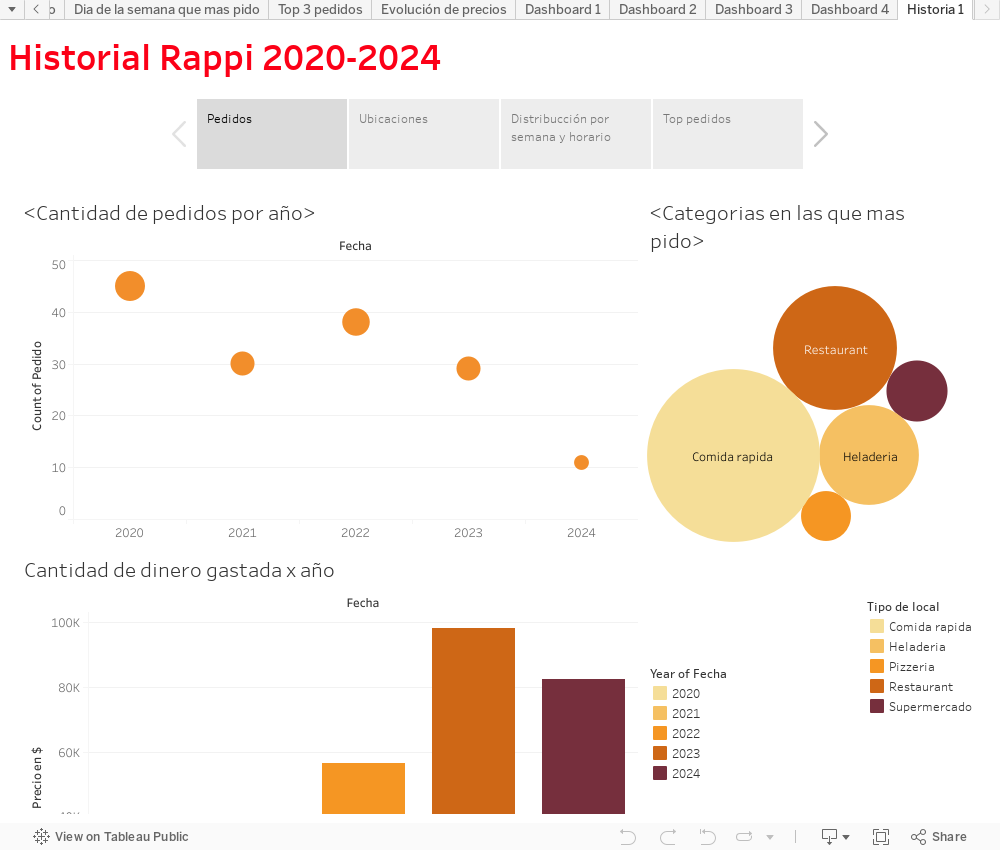 Dia de la semana que mas pido
Top 3 pedidos
Evolución de precios
Dashboard 1
Dashboard 2
Dashboard 3
Dashboard 4
Historia 1
Historial Rappi 2020-2024
Pedidos
Ubicaciones
Distribucción por
semana y horario
Top pedidos
<Cantidad de pedidos por año>
Fecha
50
40
30
20
10
0
Count of Pedido
2020
2021
2022
2023
2024
<Categorias en las que mas
pido>
Restaurant
Comida rapida
Heladeria
Cantidad de dinero gastada x año
Fecha
100K
80K
60K
Precio en $
Year of Fecha
2020
2021
2022
2023
2024
Tipo de local
Comida rapida
Heladeria
Pizzeria
Restaurant
Supermercado
View on Tableau Public
Share